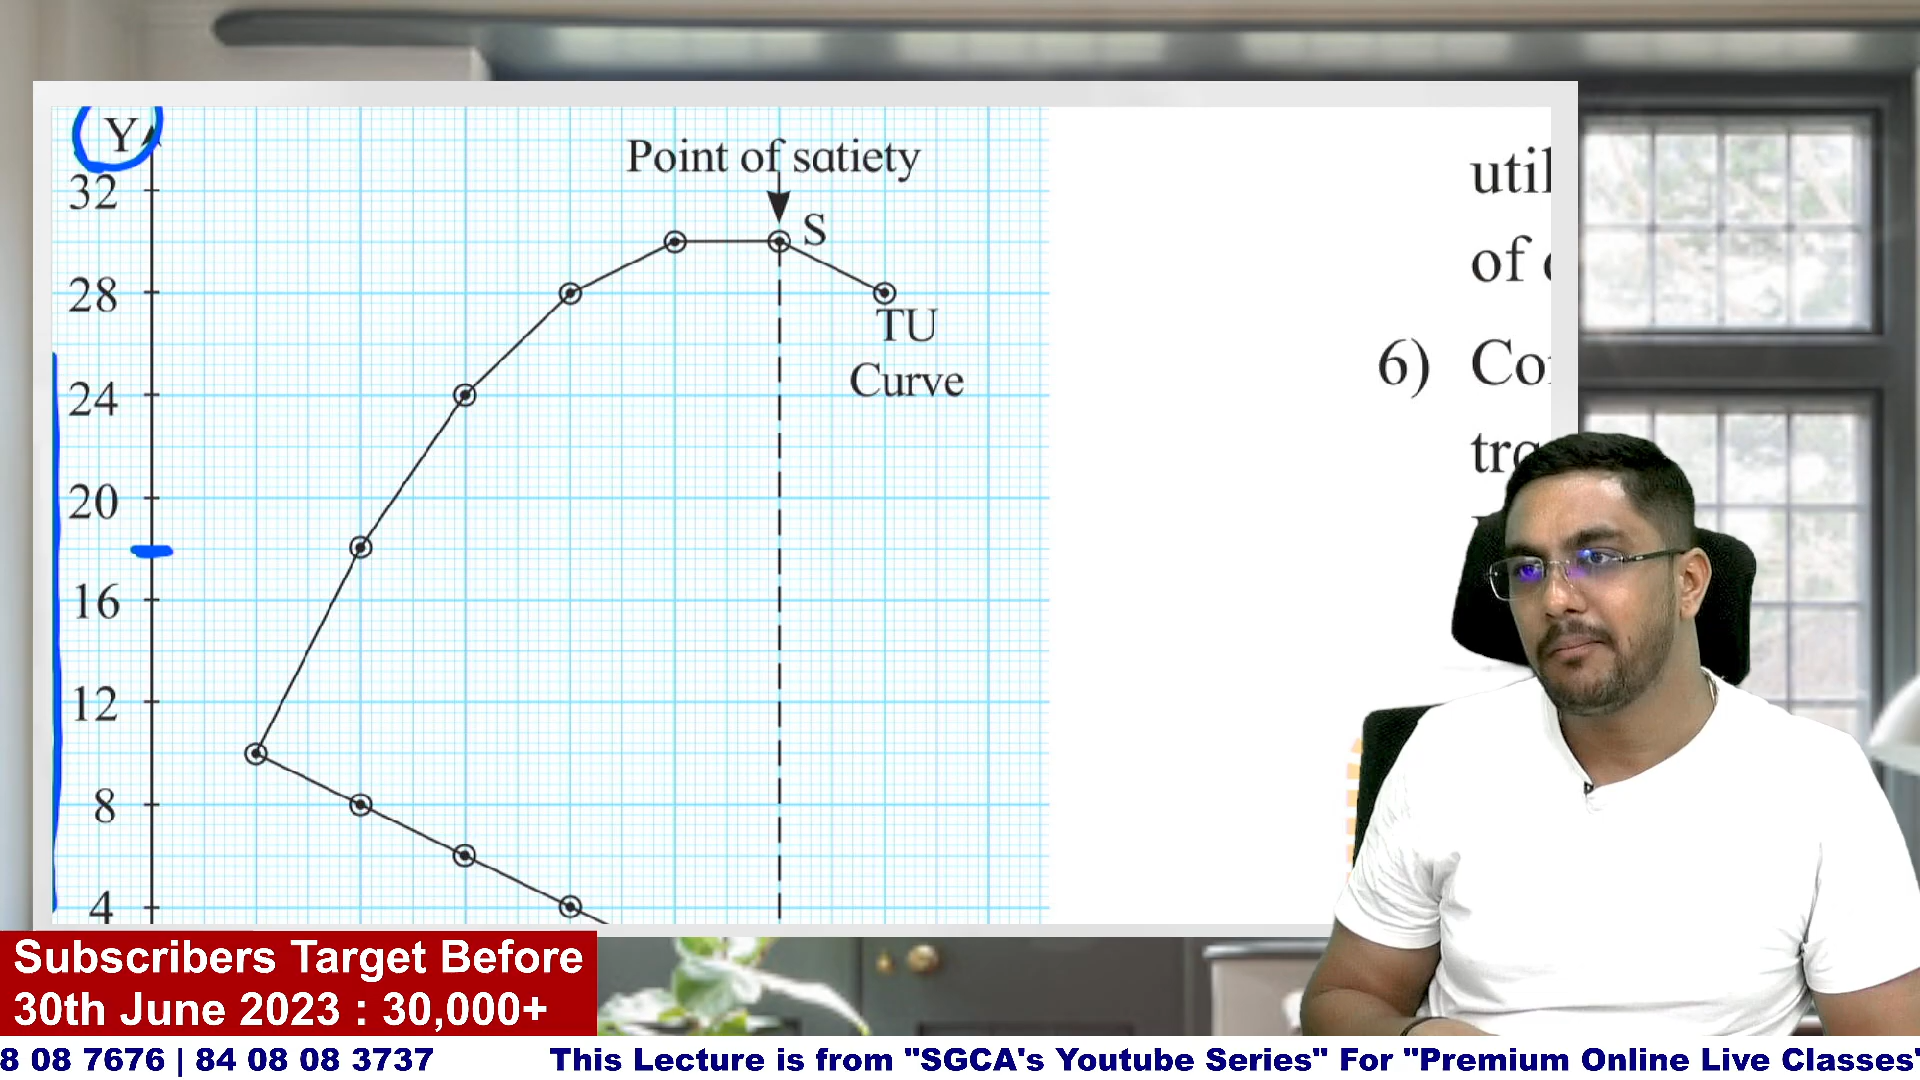 Y
Point of satiety
32
S
28
TU
Curve
24
20
16
12
8
4
util
of
6) Co
tro
Subscribers Target Before
30th June 2023 : 30,000+
8 08 7676 | 84 08 08 3737 This Lecture is from "SGCA's Youtube Series" For "Premium Online Live Classes"